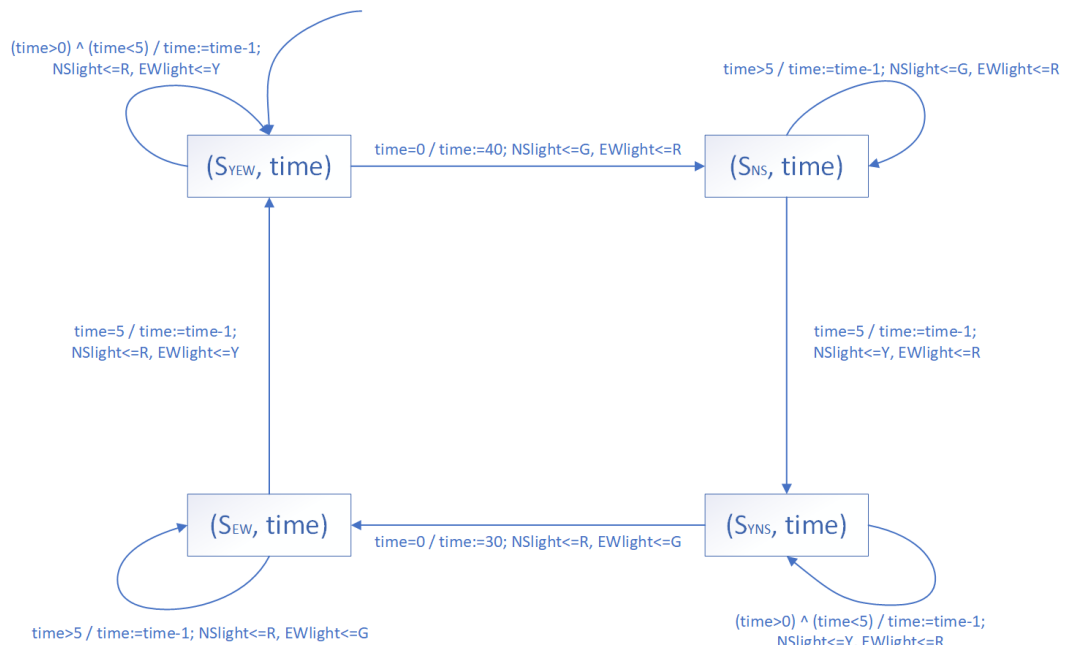 (time>0) ^ (time<5) / time:=time-1;
NSlight<=R, EWlight<=Y
time>5 / time:=time-1; NSlight<=G, EWlight<=R
(SYEW, time)
time=0 / time:=40; NSlight<=G, EWlight<=R
(SNS, time)
time=5 / time:=time-1;
NSlight<=R, EWlight<=Y
time=5 / time:=time-1;
NSlight<=Y, EWlight<=R
(SEW, time)
time=0 / time:=30; NSlight<=R, EWlight<=G
(SYNS, time)
time>5 / time:=time-1; NSlight<=R, EWlight<=G
(time>0) ^ (time<5) / time:=time-1;
NSlight<=Y, EWlight<=R